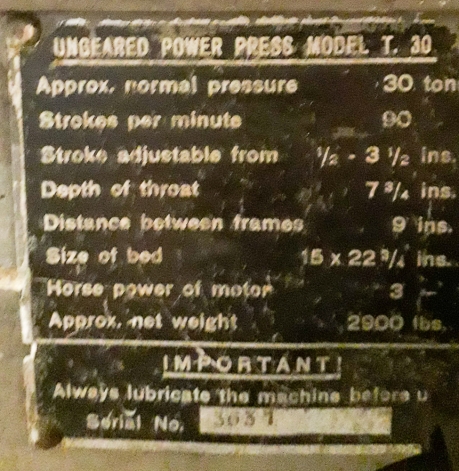 UNGEARED POWER PRESS MODEL T. 30
Approx. normal pressure 30 ton
Strokes per minute 90
Stroke adjustable from 1/2 - 3 1/2 ins.
Depth of throat 7 3/4 ins.
Distance between frames 9 ins.
Size of bed 15 x 22 3/4 ins.
Horse power of motor 3
Approx. net weight 2900 lbs.
IMPORTANT
Always lubricate the machine before u
Serial No.